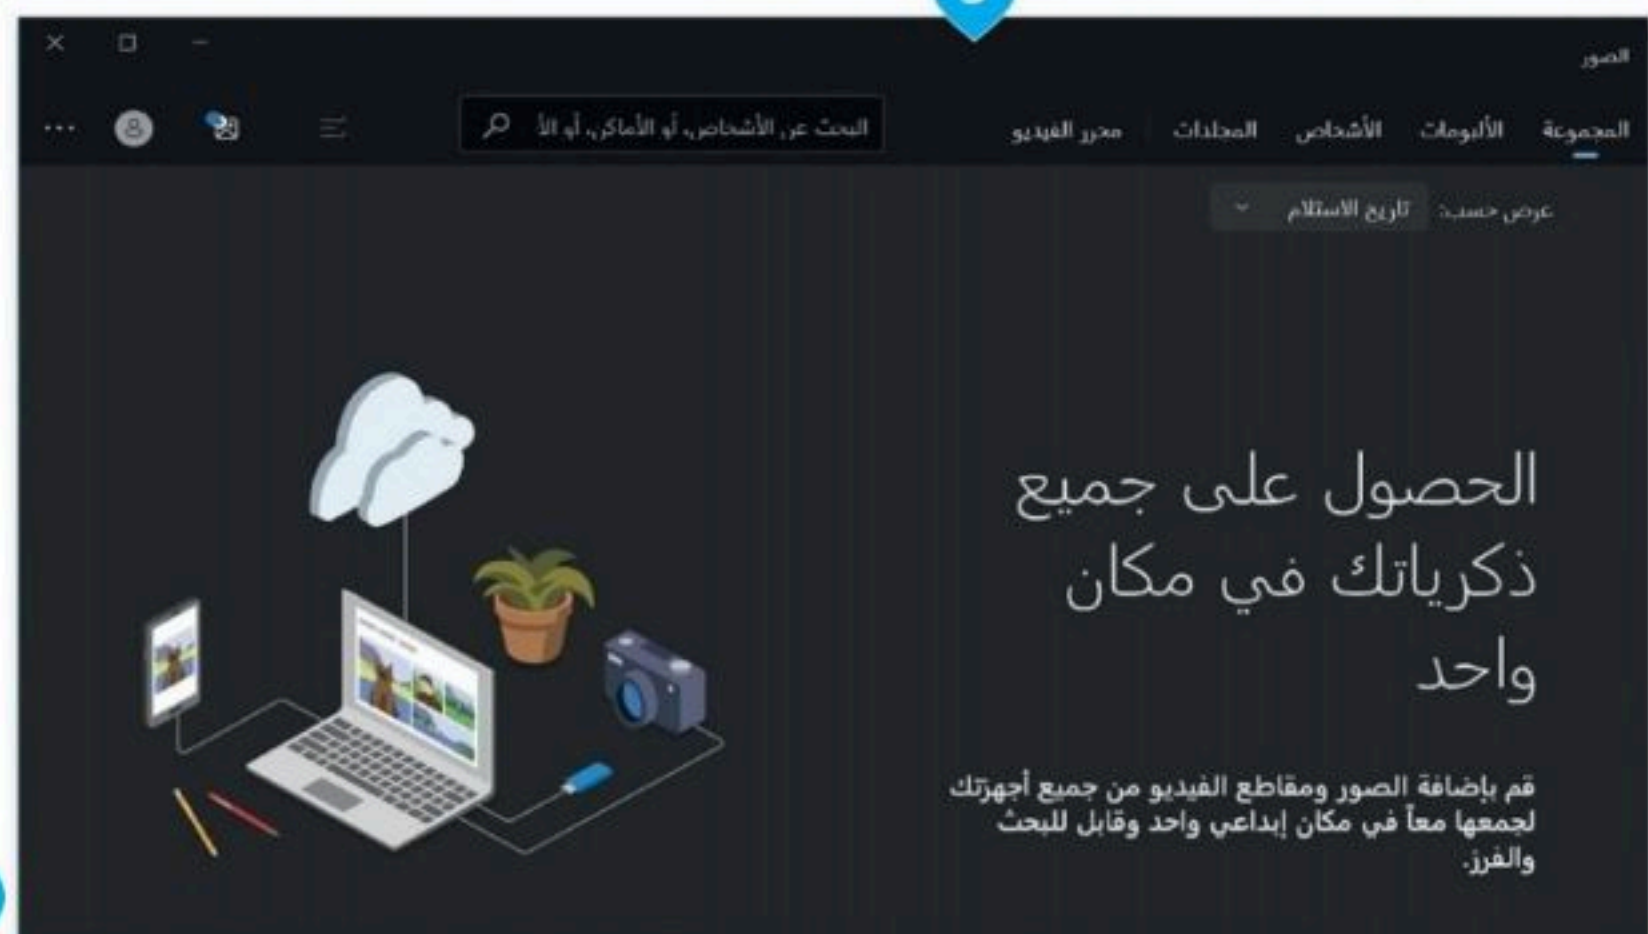 الصور
المجموعة الألبومات الأشخاص المجلدات محرر الفيديو البحث عن الأشخاص، أو الأماكن، أو الأ
عرض حسب: تاريخ الاستلام
الحصول على جميع
ذكرياتك في مكان
واحد
قم بإضافة الصور ومقاطع الفيديو من جميع أجهزتك
لجمعها معاً في مكان إبداعي واحد وقابل للبحث
والفرز.